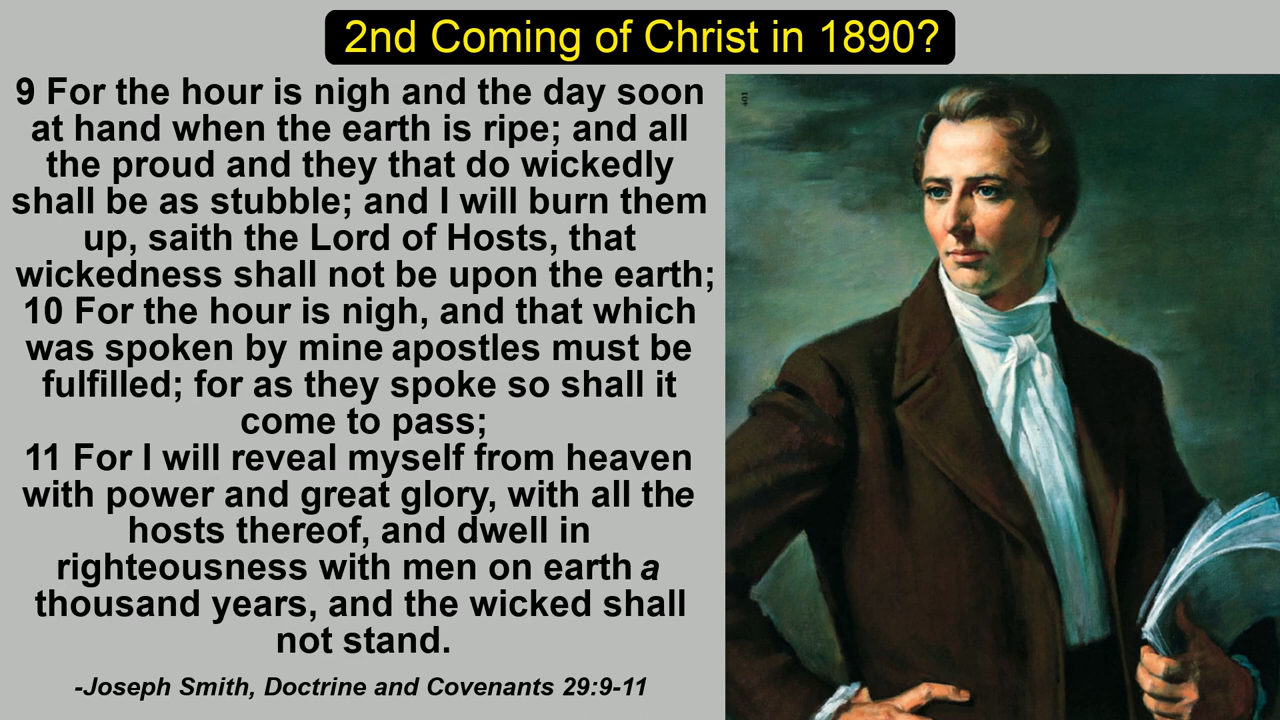 2nd Coming of Christ in 1890?
9 For the hour is nigh and the day soon
at hand when the earth is ripe; and all
the proud and they that do wickedly
shall be as stubble; and I will burn them
up, saith the Lord of Hosts, that
wickedness shall not be upon the earth;
10 For the hour is nigh, and that which
was spoken by mine apostles must be
fulfilled; for as they spoke so shall it
come to pass;
11 For I will reveal myself from heaven
with power and great glory, with all the
hosts thereof, and dwell in
righteousness with men on earth a
thousand years, and the wicked shall
not stand.
-Joseph Smith, Doctrine and Covenants 29:9-11
401